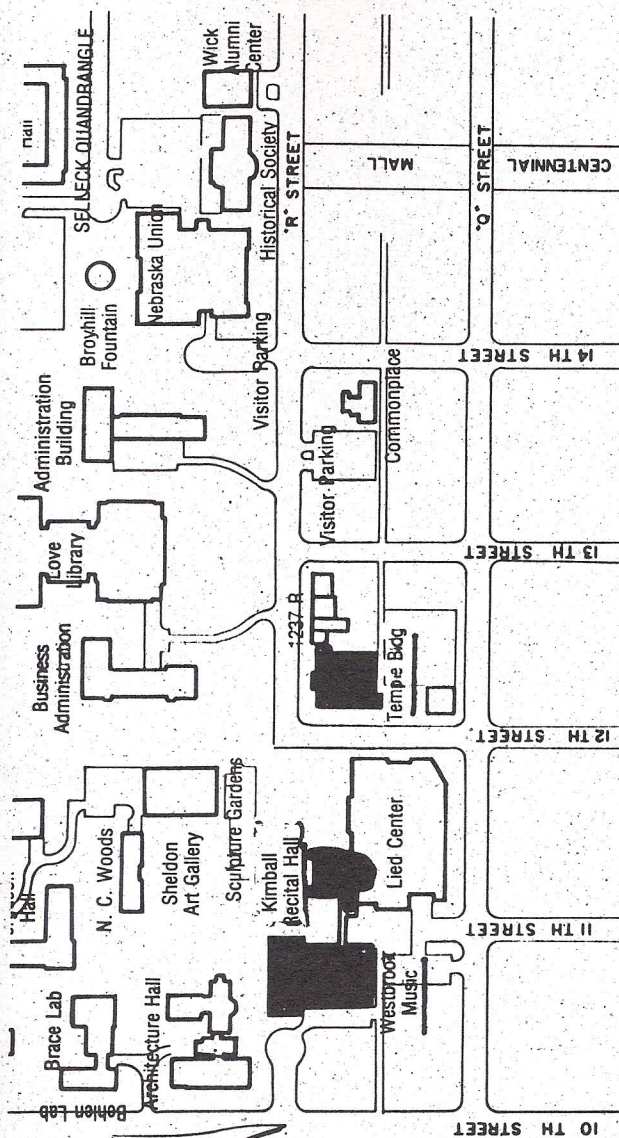 Hall
SELLECK QUANDRANGLE
Wick
Alumni
Center
Historical Society
Nebraska Union
Broyhill
Fountain
Visitor Parking
Administration
Building
Love
Library
Business
Administration
"R" STREET
MALL
"Q" STREET
CENTENNIAL
14 TH STREET
Commonplace
Visitor Parking
13 TH STREET
1237 R
Temple Bldg
12 TH STREET
N. C. Woods
Sheldon
Art Gallery
Sculpture Gardens
Kimball
Recital Hall
Lied Center
11 TH STREET
Hall
Brace Lab
Behlen Lab
Architecture Hall
Westbrook
Music
10 TH STREET